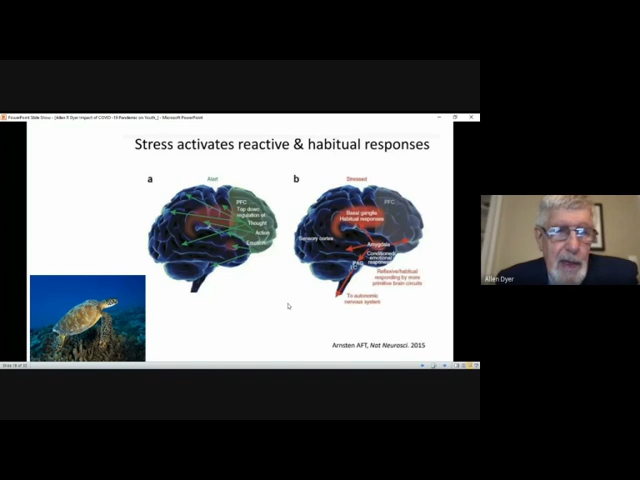 PowerPoint Slide Show - [Allen R Dyer Impact of COVID-19 Pandemic on Youth_] - Microsoft PowerPoint
Stress activates reactive & habitual responses
a
Alert
PFC
Top down
regulation of
Thought
Action
Emotion
b
Stressed
PFC
Basal ganglia
Habitual responses
Sensory cortex
Amygdala
Conditioned
emotional
responses
Reflexive/habitual
responding by more
primitive brain circuits
To autonomic
nervous system
Arnsten AFT, Nat Neurosci. 2015
Allen Dyer